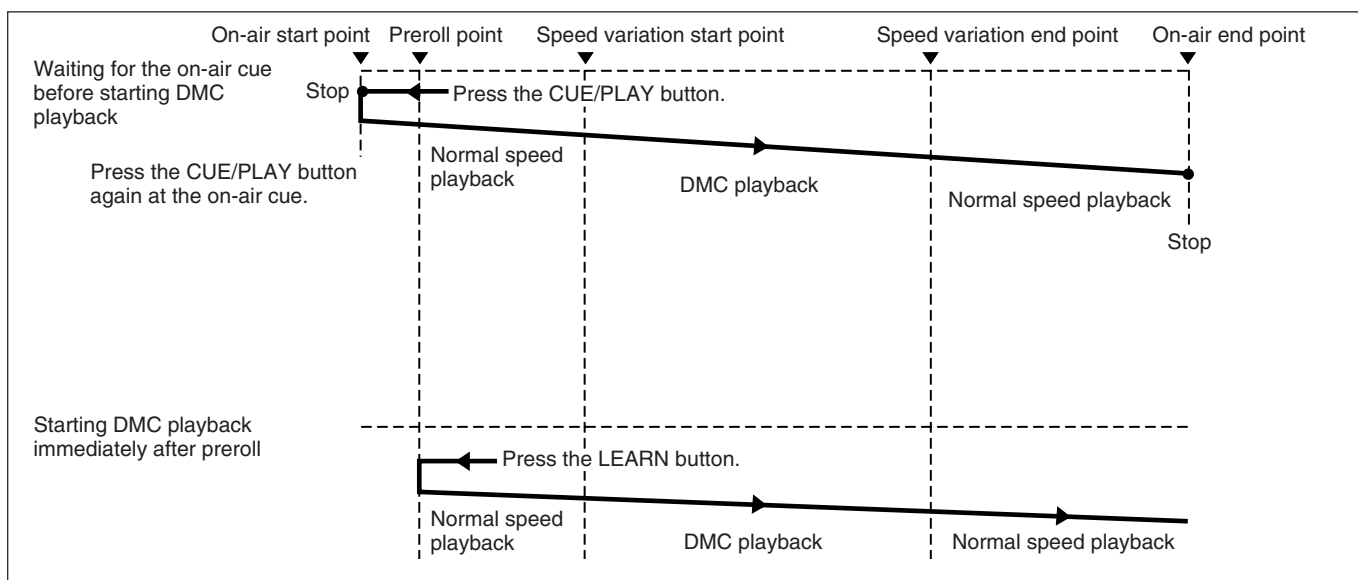 On-air start point
Preroll point
Speed variation start point
Speed variation end point
On-air end point
Waiting for the on-air cue
before starting DMC
playback
Stop
Press the CUE/PLAY button.
Press the CUE/PLAY button
again at the on-air cue.
Normal speed
playback
DMC playback
Normal speed playback
Stop
Starting DMC playback
immediately after preroll
Press the LEARN button.
Normal speed
playback
DMC playback
Normal speed playback